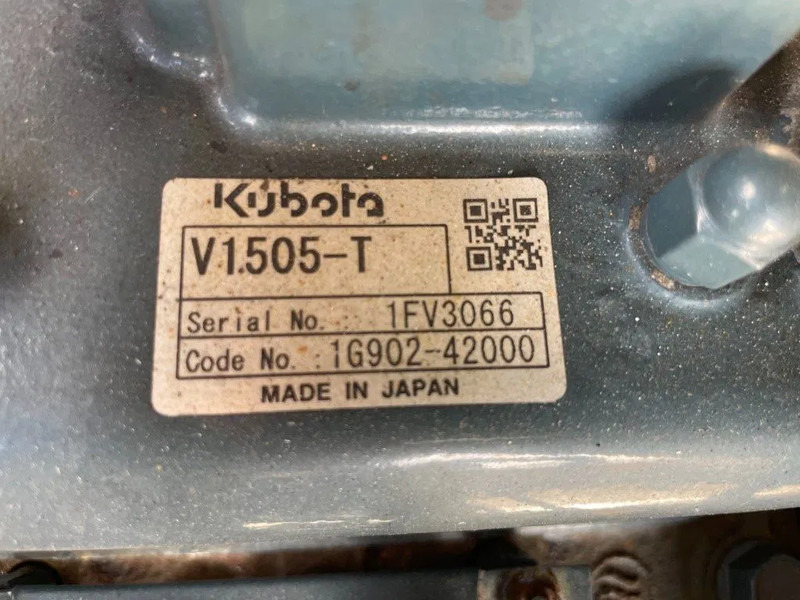 Kubota
V1.505-T
Serial No. : 1FV3066
Code No. : 1G902-42000
MADE IN JAPAN